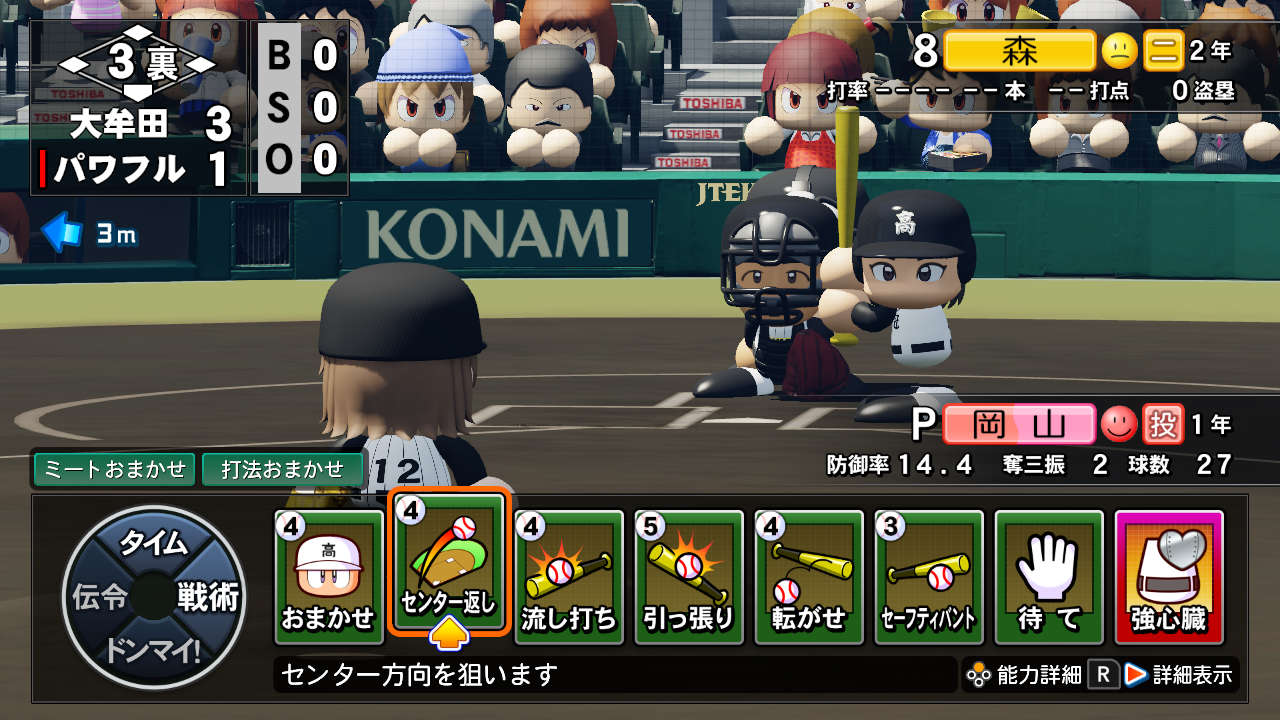 3裏
大牟田 3
パワフル 1
B 0
S 0
O 0
3m
TOSHIBA
TOSHIBA
TOSHIBA
TOSHIBA
KONAMI
8 森 二 2年
打率---- --本 --打点 0盗塁
高
12
P 岡山 投 1年
防御率14.4 奪三振 2 球数 27
ミートおまかせ 打法おまかせ
タイム
伝令 戦術
ドンマイ!
4 高 おまかせ
4 センター返し
4 流し打ち
5 引っ張り
4 転がせ
3 セーフティバント
待て
強心臓
センター方向を狙います
能力詳細 R 詳細表示